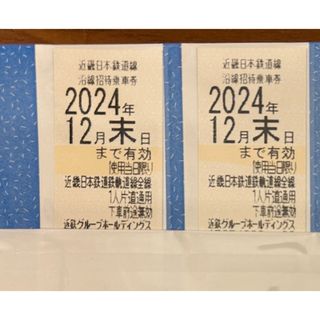 近畿日本鉄道線
沿線招待乗車券
2024年
12月末日
まで有効
(使用当日限り)
近畿日本鉄道鉄軌道線全線
1人片道通用
下車前途無効
近鉄グループホールディングス
近畿日本鉄道線
沿線招待乗車券
2024年
12月末日
まで有効
(使用当日限り)
近畿日本鉄道鉄軌道線全線
1人片道通用
下車前途無効
近鉄グループホールディングス